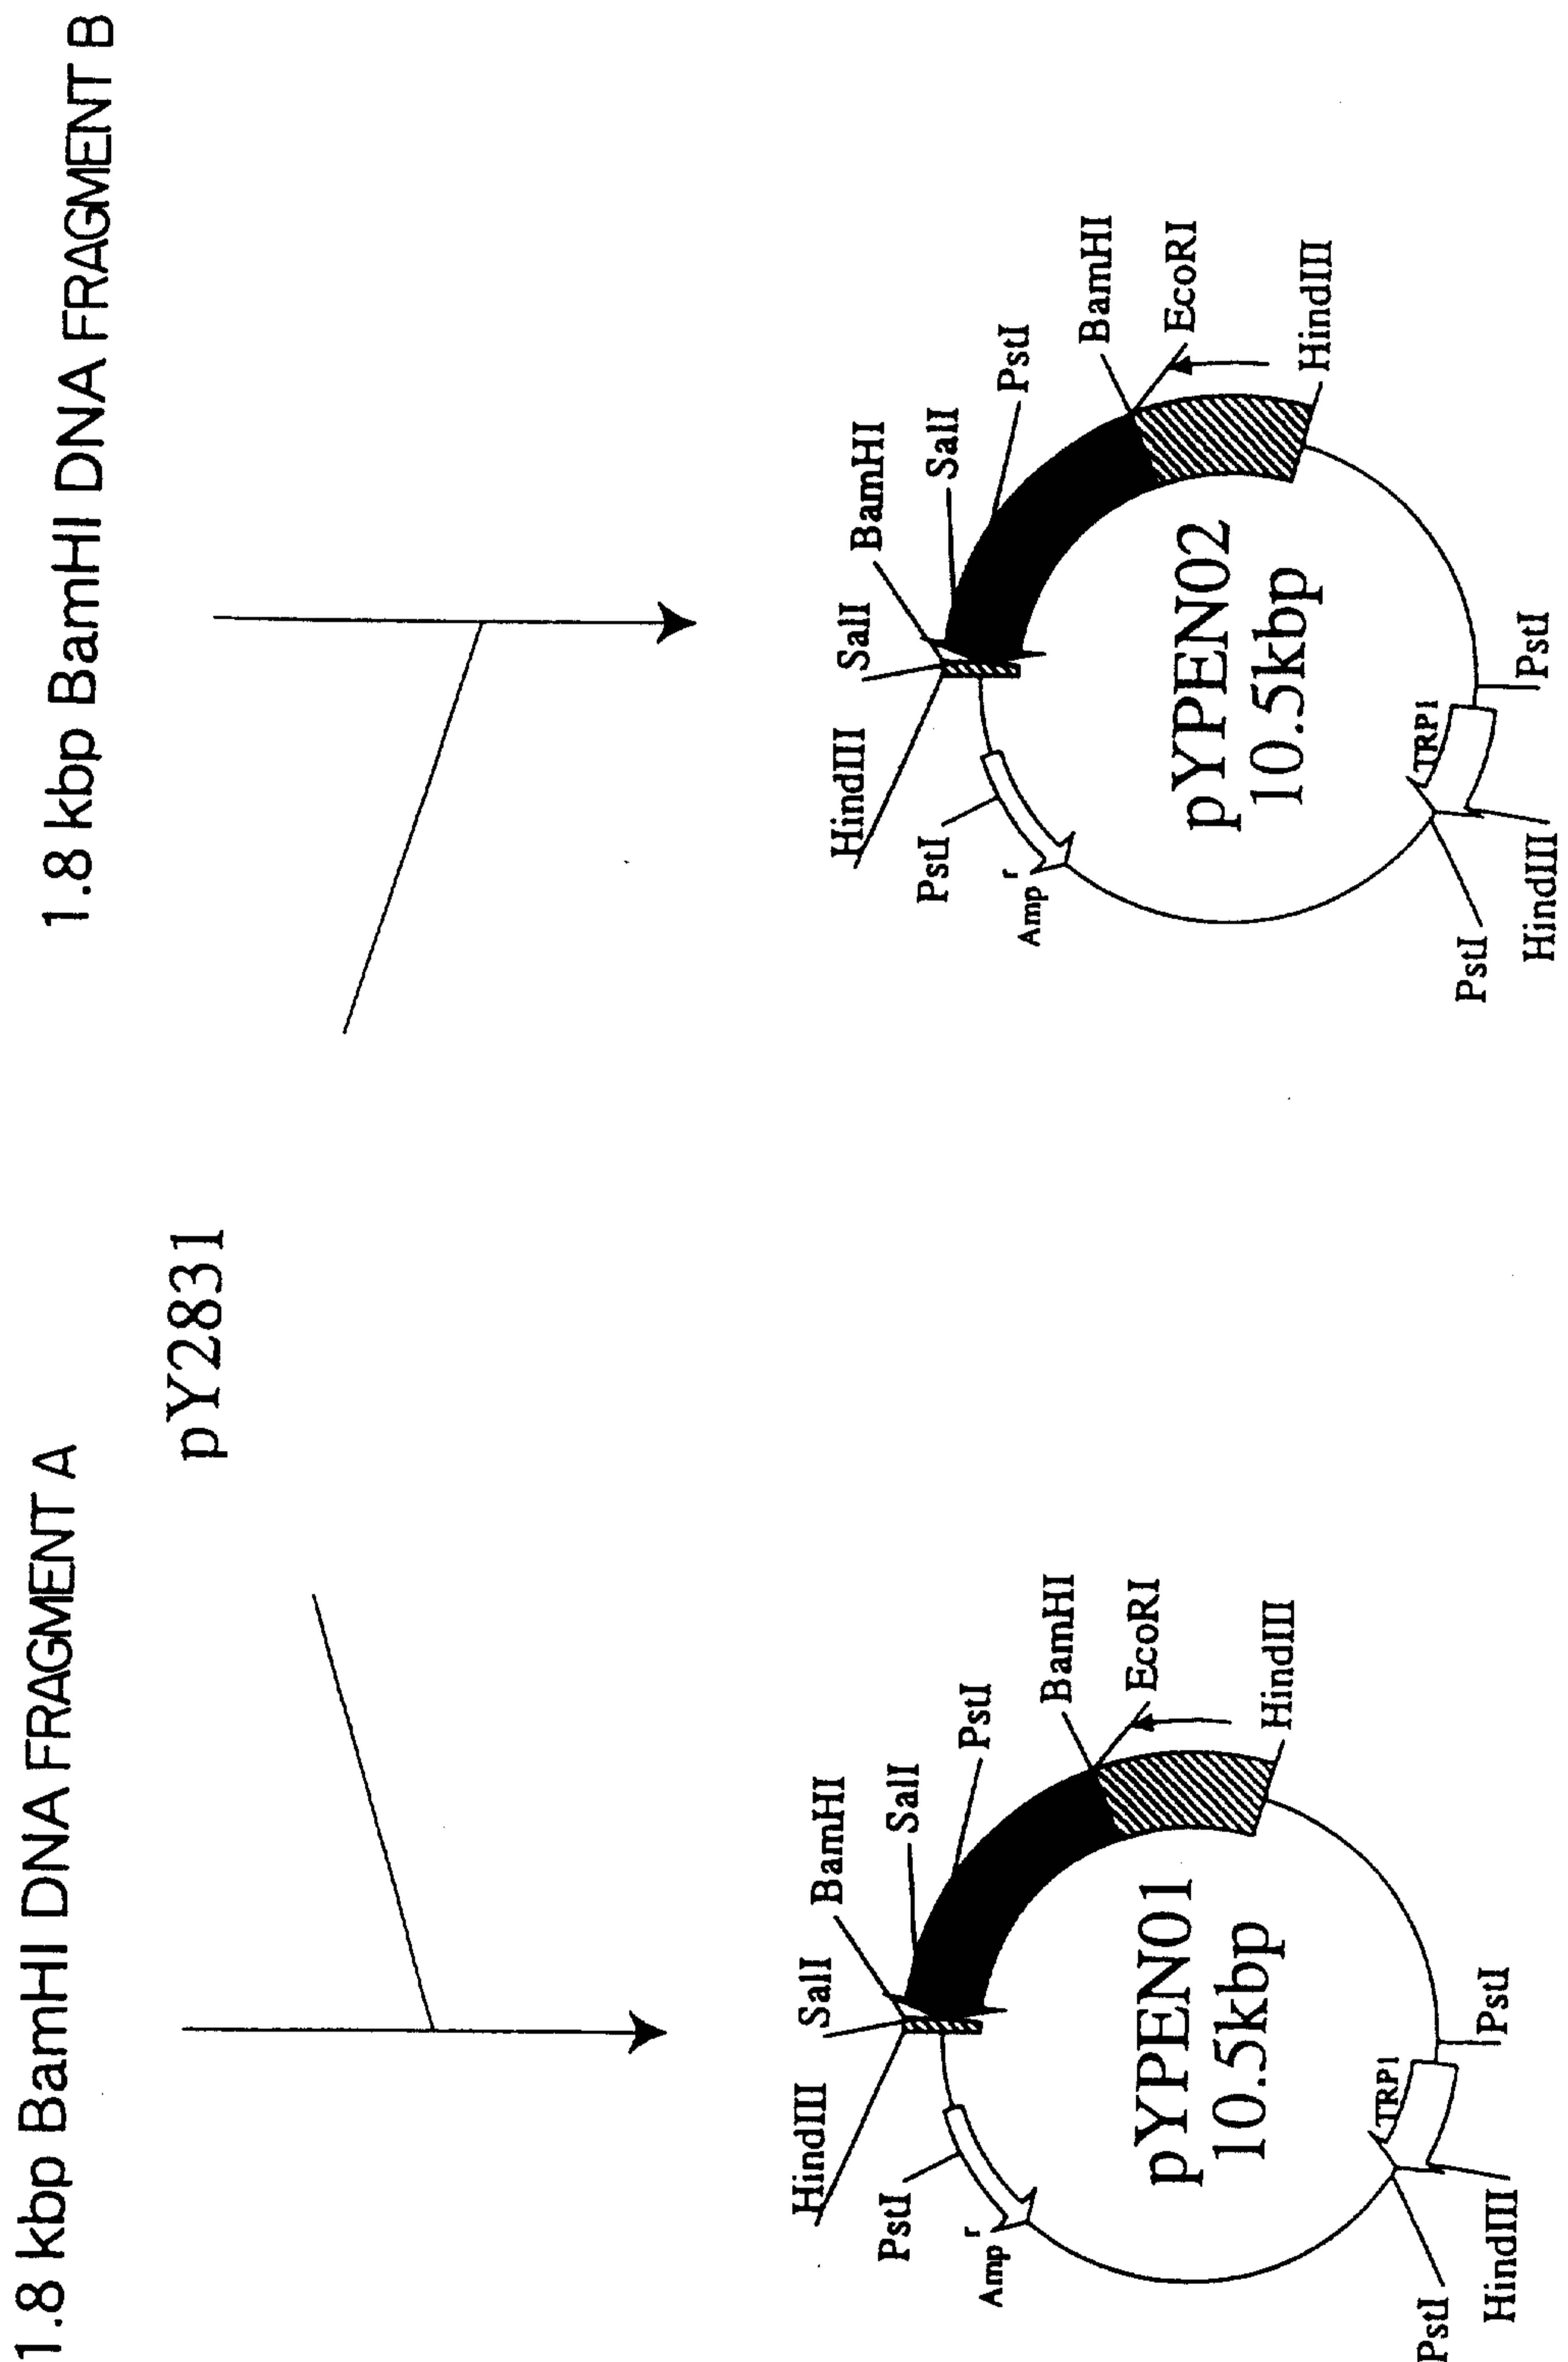 1.8 kbp BamHI DNA FRAGMENT A
1.8 kbp BamHI DNA FRAGMENT B
pY2831
HindIII
SalI
BamHI
SalI
PstI
BamHI
EcoRI
HindIII
PstI
Amp r
pYPEN01
10.5kbp
TRP1
PstI
HindIII
PstI
HindIII
SalI
BamHI
SalI
PstI
BamHI
EcoRI
HindIII
PstI
Amp r
pYPEN02
10.5kbp
TRP1
PstI
HindIII
PstI